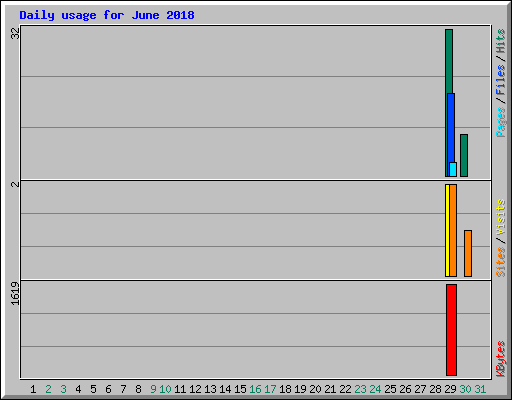 Daily usage for June 2018
32
2
1619
Pages / Files / Hits
Sites / Visits
KBytes
1 2 3 4 5 6 7 8 9 10 11 12 13 14 15 16 17 18 19 20 21 22 23 24 25 26 27 28 29 30 31